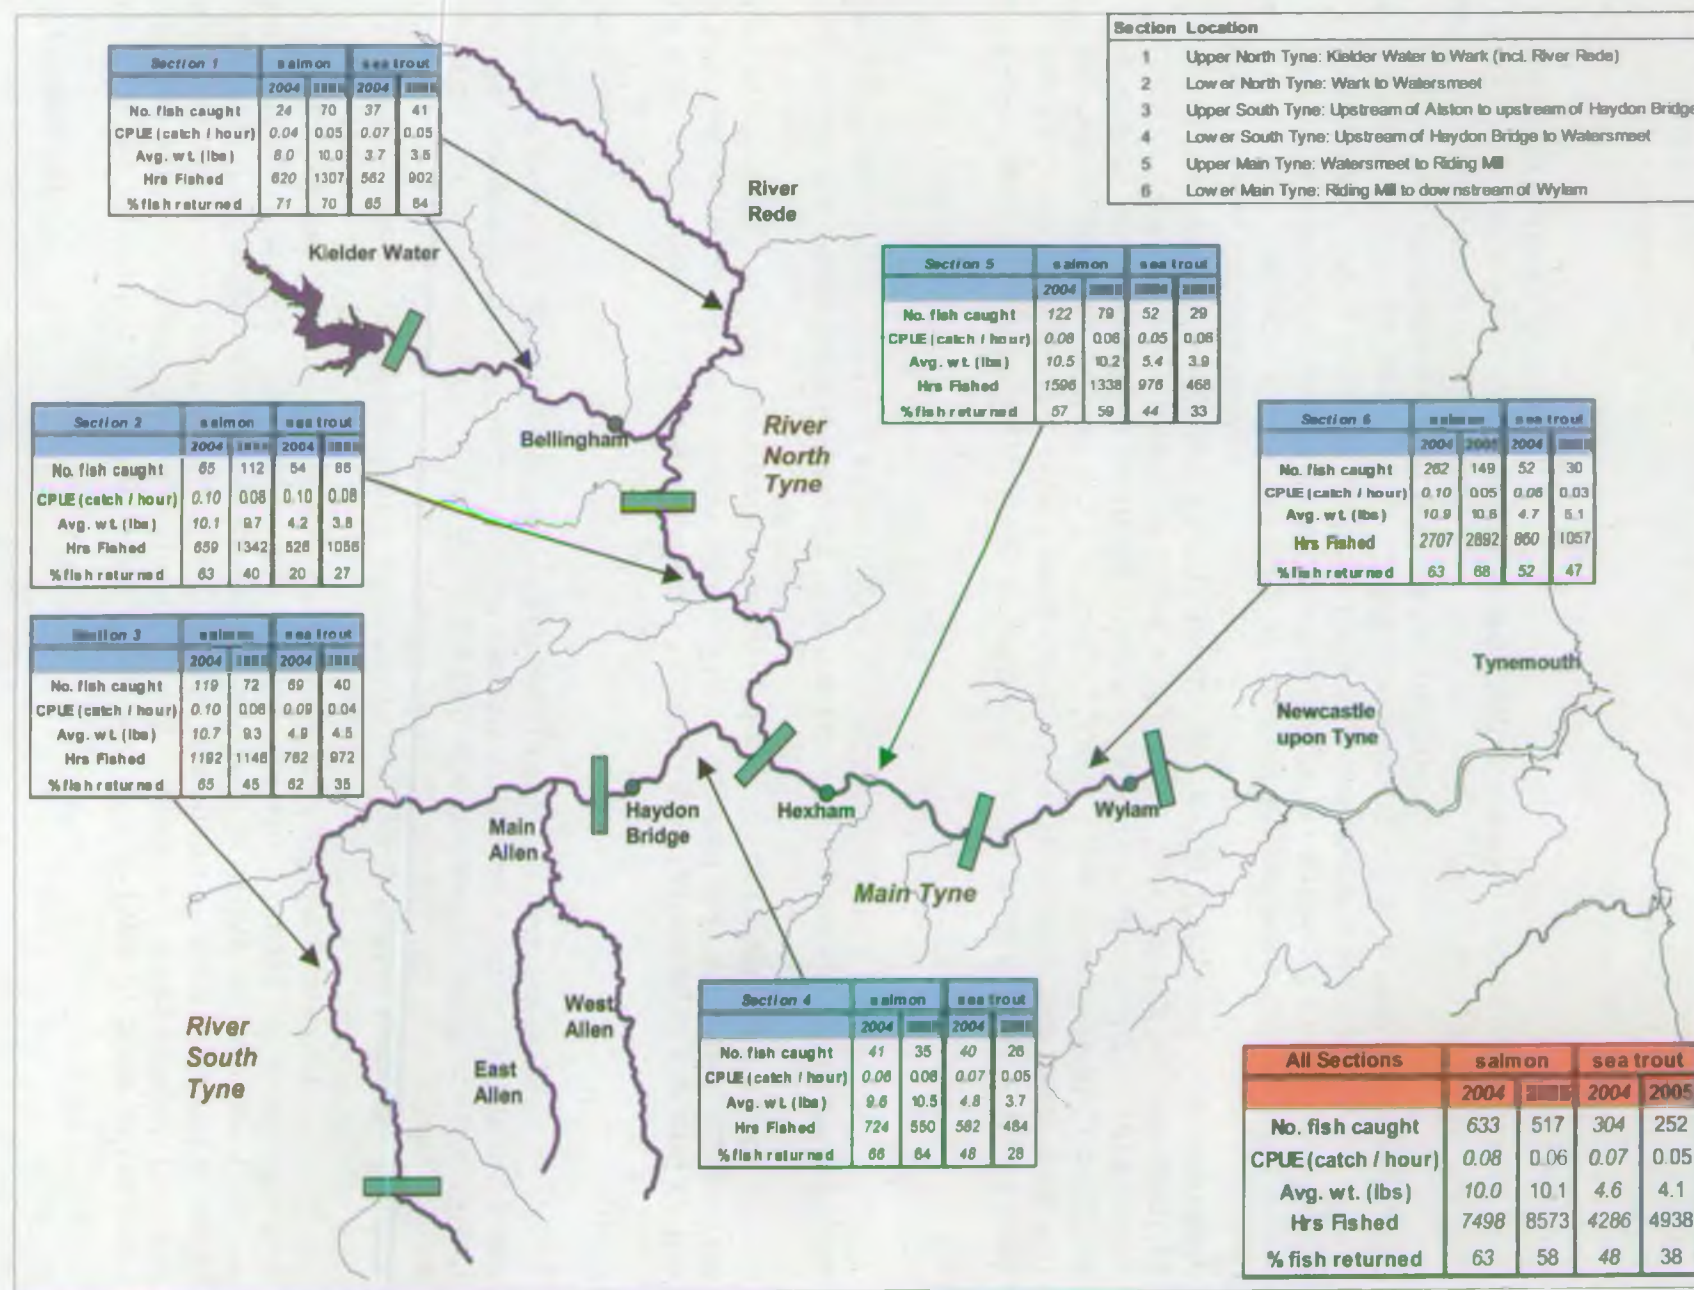 Section Location
1 Upper North Tyne: Kielder Water to Wark (incl. River Rede)
2 Lower North Tyne: Wark to Watersmeet
3 Upper South Tyne: Upstream of Alston to upstream of Haydon Bridge
4 Lower South Tyne: Upstream of Haydon Bridge to Watersmeet
5 Upper Main Tyne: Watersmeet to Riding Mill
6 Lower Main Tyne: Riding Mill to downstream of Wylam
Section 1 salmon sea trout
2004 2004
No. fish caught 24 70 37 41
CPUE (catch / hour) 0.04 0.05 0.07 0.05
Avg. wt. (lbs) 8.0 10.0 3.7
Hrs Fished 620 1307 562 902
% fish returned 71 70 65 64
River
Rede
Kielder Water
Section 5 salmon sea trout
2004
No. fish caught 122 79 52 29
CPUE (catch / hour) 0.08 0.06 0.05 0.06
Avg. wt. (lbs) 10.5 10.2 5.4 3.9
Hrs Fished 1596 1338 976 468
% fish returned 57 59 44 33
Section 2 salmon sea trout
2004 2004
No. fish caught 65 112 54 86
CPUE (catch / hour) 0.10 0.08 0.10 0.08
Avg. wt. (lbs) 10.1 9.7 4.2 3.8
Hrs Fished 659 1342 526 1056
% fish returned 63 40 20 27
Bellingham
River
North
Tyne
Section 6 salmon sea trout
2004 2005 2004
No. fish caught 262 149 52 30
CPUE (catch / hour) 0.10 0.05 0.06 0.03
Avg. wt. (lbs) 10.9 10.6 4.7 5.1
Hrs Fished 2707 2892 860 1057
% fish returned 63 68 52 47
Section 3 salmon sea trout
2004 2004
No. fish caught 119 72 69 40
CPUE (catch / hour) 0.10 0.06 0.09 0.04
Avg. wt. (lbs) 10.7 9.3 4.9 4.5
Hrs Fished 1192 1146 762 972
% fish returned 65 45 62 35
Tynemouth
Newcastle
upon Tyne
Haydon
Bridge
Hexham
Wylam
Main
Allen
Main Tyne
West
Allen
East
Allen
River
South
Tyne
Section 4 salmon sea trout
2004 2004
No. fish caught 41 35 40 26
CPUE (catch / hour) 0.06 0.06 0.07 0.05
Avg. wt. (lbs) 9.6 10.5 4.8 3.7
Hrs Fished 724 550 582 484
% fish returned 66 64 48 28
All Sections salmon sea trout
2004 2004 2005
No. fish caught 633 517 304 252
CPUE (catch / hour) 0.08 0.06 0.07 0.05
Avg. wt. (lbs) 10.0 10.1 4.6 4.1
Hrs Fished 7498 8573 4286 4938
% fish returned 63 58 48 38